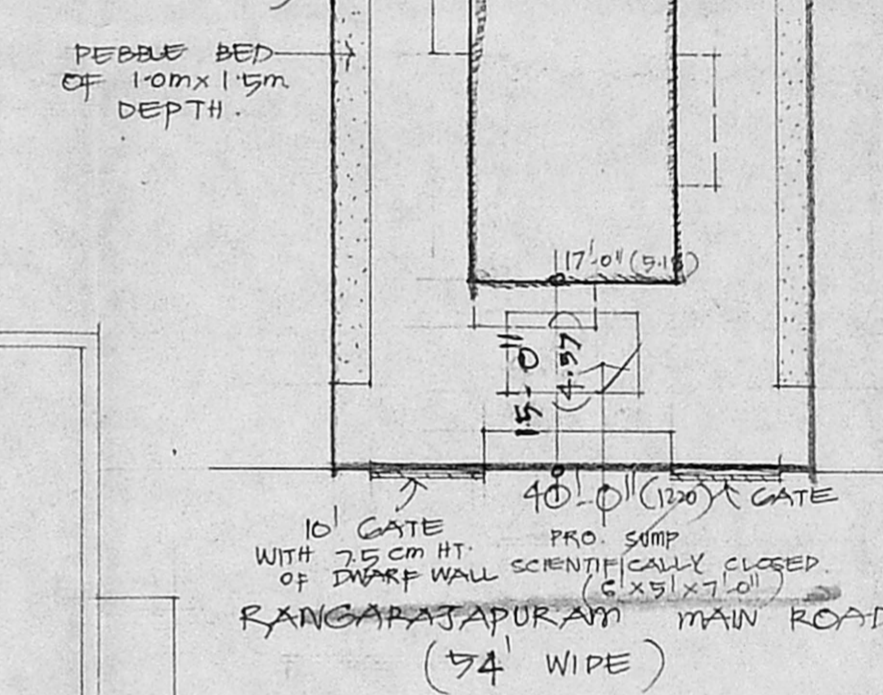 PEBBLE BED
OF 1.0m x 1.5m
DEPTH.
17'-0" (5.18)
15'-0"
(4.57)
40'-0" (1220)
GATE
10' GATE
WITH 7.5 cm HT.
OF DWARF WALL
PRO. SUMP
SCIENTIFICALLY CLOSED.
(6' x 5' x 7'-0")
RANGARAJAPURAM MAIN ROAD
(54' WIDE)